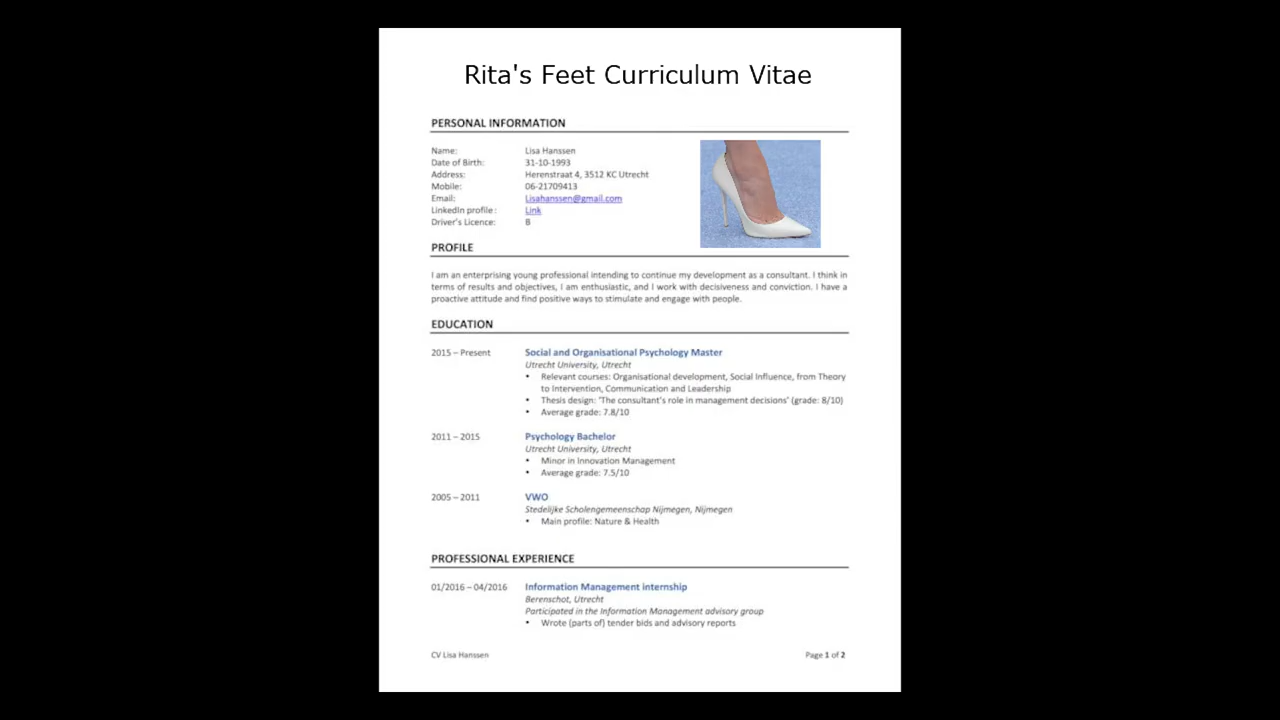 Rita's Feet Curriculum Vitae
PERSONAL INFORMATION
Name: Lisa Hanssen
Date of Birth: 31-10-1993
Address: Herenstraat 4, 3512 KC Utrecht
Mobile: 06-21709413
Email: Lisahanssen@gmail.com
LinkedIn profile : Link
Driver's Licence: B
PROFILE
I am an enterprising young professional intending to continue my development as a consultant. I think in
terms of results and objectives, I am enthusiastic, and I work with decisiveness and conviction. I have a
proactive attitude and find positive ways to stimulate and engage with people.
EDUCATION
2015 – Present Social and Organisational Psychology Master
Utrecht University, Utrecht
• Relevant courses: Organisational development, Social Influence, from Theory
to Intervention, Communication and Leadership
• Thesis design: 'The consultant's role in management decisions' (grade: 8/10)
• Average grade: 7.8/10
2011 – 2015 Psychology Bachelor
Utrecht University, Utrecht
• Minor in Innovation Management
• Average grade: 7.5/10
2005 – 2011 VWO
Stedelijke Scholengemeenschap Nijmegen, Nijmegen
• Main profile: Nature & Health
PROFESSIONAL EXPERIENCE
01/2016 – 04/2016 Information Management internship
Berenschot, Utrecht
Participated in the Information Management advisory group
• Wrote (parts of) tender bids and advisory reports
CV Lisa Hanssen Page 1 of 2